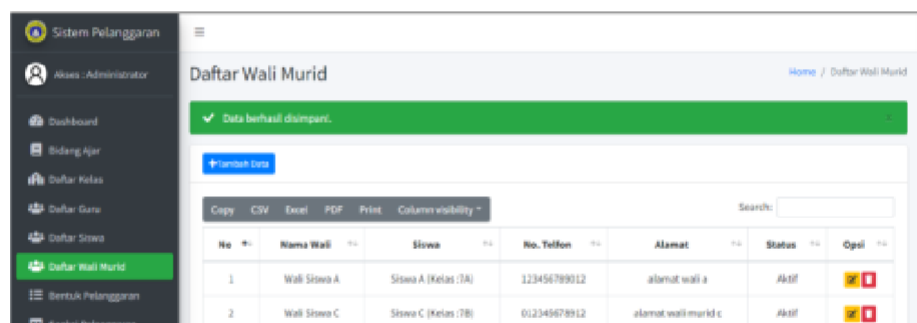 Sistem Pelanggaran
Akses : Administrator
Daftar Wali Murid
Home / Daftar Wali Murid
Data berhasil disimpan!.
Dashboard
Bidang Ajar
Daftar Kelas
Daftar Guru
Daftar Siswa
Daftar Wali Murid
Bentuk Pelanggaran
+Tambah Data
Copy CSV Excel PDF Print Column visibility
Search:
No Nama Wali Siswa No. Telfon Alamat Status Opsi
1 Wali Siswa A Siswa A (Kelas :7A) 123456789012 alamat wali a Aktif
2 Wali Siswa C Siswa C (Kelas :7B) 012345678912 alamat wali murid c Aktif